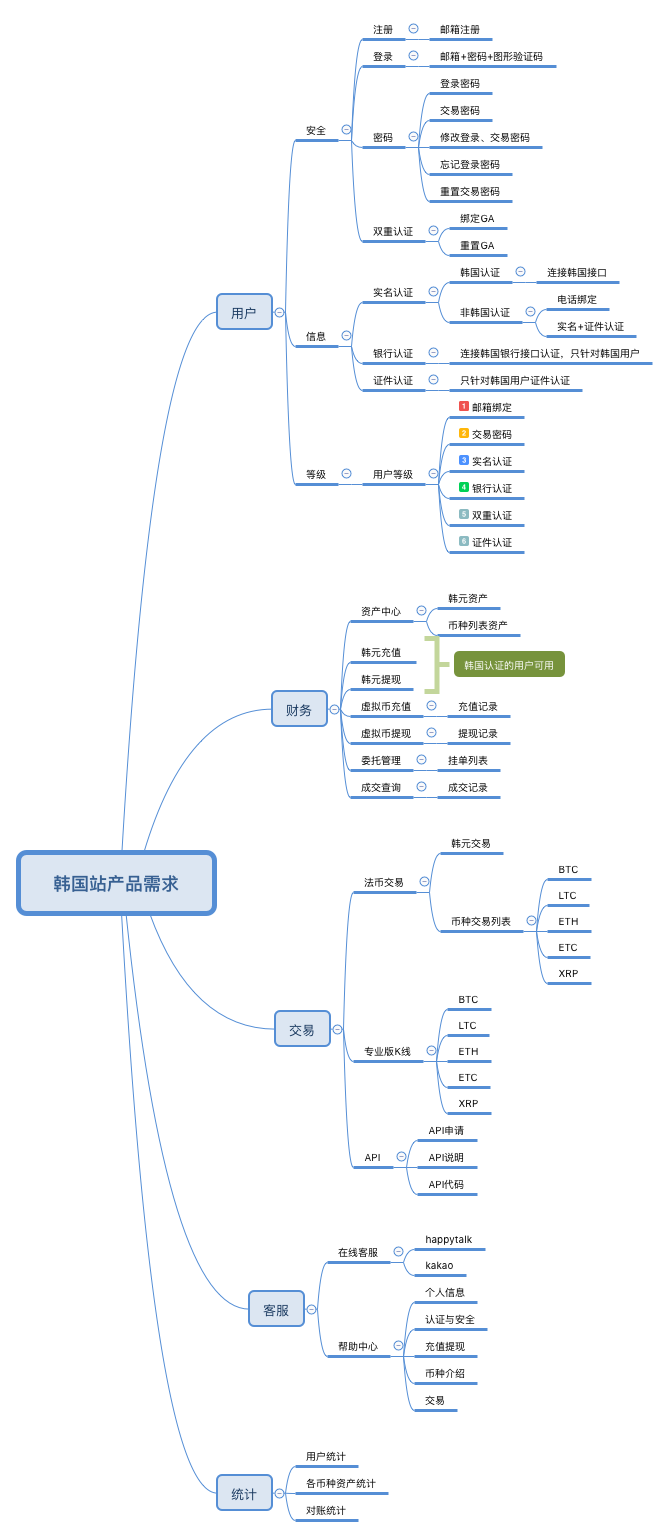 韩国站产品需求
用户
安全
注册
邮箱注册
登录
邮箱+密码+图形验证码
密码
登录密码
交易密码
修改登录、交易密码
忘记登录密码
重置交易密码
双重认证
绑定GA
重置GA
信息
实名认证
韩国认证
连接韩国接口
非韩国认证
电话绑定
实名+证件认证
银行认证
连接韩国银行接口认证，只针对韩国用户
证件认证
只针对韩国用户证件认证
等级
用户等级
1 邮箱绑定
2 交易密码
3 实名认证
4 银行认证
5 双重认证
6 证件认证
财务
资产中心
韩元资产
币种列表资产
韩元充值
韩元提现
韩国认证的用户可用
虚拟币充值
充值记录
虚拟币提现
提现记录
委托管理
挂单列表
成交查询
成交记录
交易
法币交易
韩元交易
币种交易列表
BTC
LTC
ETH
ETC
XRP
专业版K线
BTC
LTC
ETH
ETC
XRP
API
API申请
API说明
API代码
客服
在线客服
happytalk
kakao
帮助中心
个人信息
认证与安全
充值提现
币种介绍
交易
统计
用户统计
各币种资产统计
对账统计